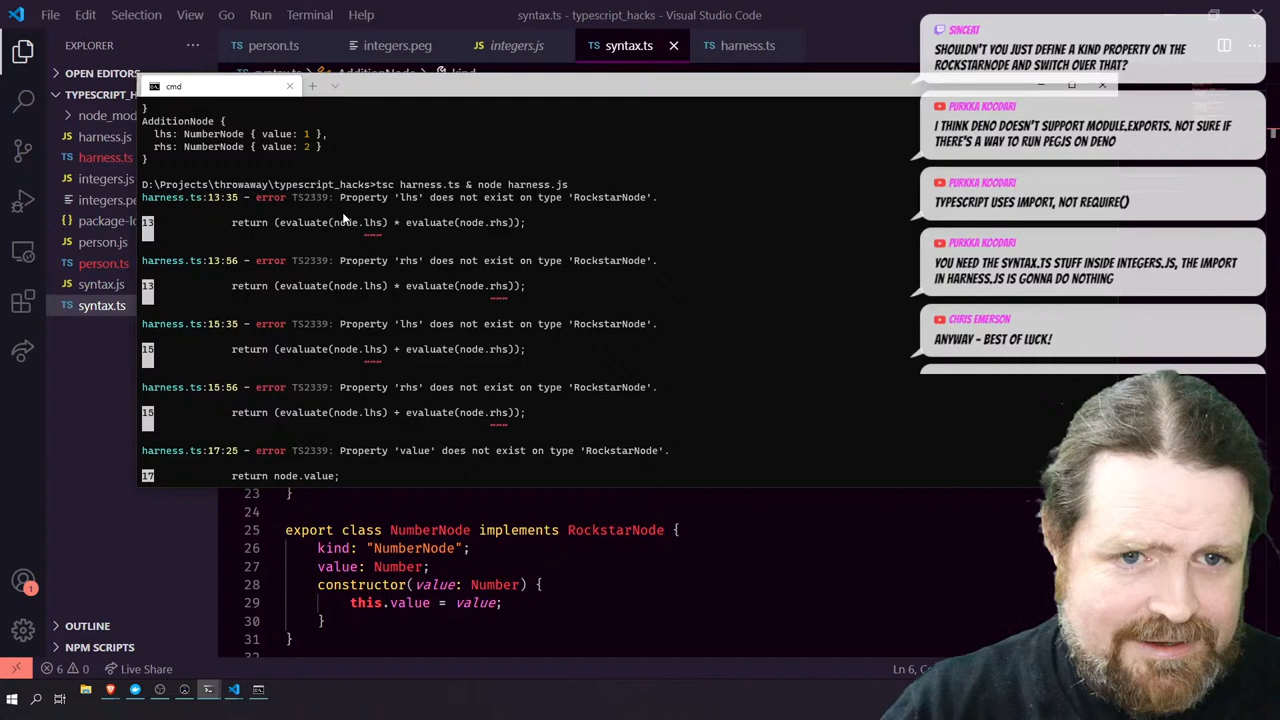 File Edit Selection View Go Run Terminal Help
syntax.ts - typescript_hacks - Visual Studio Code
EXPLORER
person.ts integers.peg integers.js syntax.ts harness.ts
OPEN EDITORS
TYPESCRIPT_H
node_mod
harness.js
harness.ts
integers.js
integers.pe
package-lo
person.js
person.ts
syntax.js
syntax.ts
OUTLINE
NPM SCRIPTS
cmd
}
AdditionNode {
lhs: NumberNode { value: 1 },
rhs: NumberNode { value: 2 }
}
D:\Projects\throwaway\typescript_hacks>tsc harness.ts & node harness.js
harness.ts:13:35 - error TS2339: Property 'lhs' does not exist on type 'RockstarNode'.
13 return (evaluate(node.lhs) * evaluate(node.rhs));
~~~
harness.ts:13:56 - error TS2339: Property 'rhs' does not exist on type 'RockstarNode'.
13 return (evaluate(node.lhs) * evaluate(node.rhs));
~~~
harness.ts:15:35 - error TS2339: Property 'lhs' does not exist on type 'RockstarNode'.
15 return (evaluate(node.lhs) + evaluate(node.rhs));
~~~
harness.ts:15:56 - error TS2339: Property 'rhs' does not exist on type 'RockstarNode'.
15 return (evaluate(node.lhs) + evaluate(node.rhs));
~~~
harness.ts:17:25 - error TS2339: Property 'value' does not exist on type 'RockstarNode'.
17 return node.value;
23 }
24
25 export class NumberNode implements RockstarNode {
26 kind: "NumberNode";
27 value: Number;
28 constructor(value: Number) {
29 this.value = value;
30 }
31 }
SINCEAT
SHOULDN'T YOU JUST DEFINE A KIND PROPERTY ON THE
ROCKSTARNODE AND SWITCH OVER THAT?
PURKKA KOODARI
I THINK DENO DOESN'T SUPPORT MODULE.EXPORTS. NOT SURE IF
THERE'S A WAY TO RUN PEGJS ON DENO
PURKKA KOODARI
TYPESCRIPT USES IMPORT, NOT REQUIRE()
PURKKA KOODARI
YOU NEED THE SYNTAX.TS STUFF INSIDE INTEGERS.JS, THE IMPORT
IN HARNESS.JS IS GONNA DO NOTHING
CHRIS EMERSON
ANYWAY - BEST OF LUCK!
1
6 0 Live Share